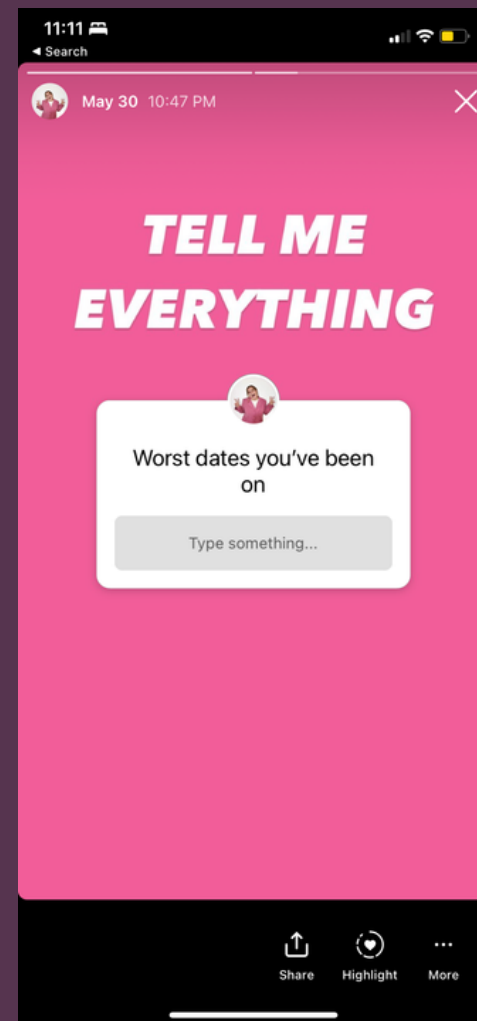 11:11
◄ Search
May 30 10:47 PM
TELL ME
EVERYTHING
Worst dates you've been
on
Type something...
Share Highlight More